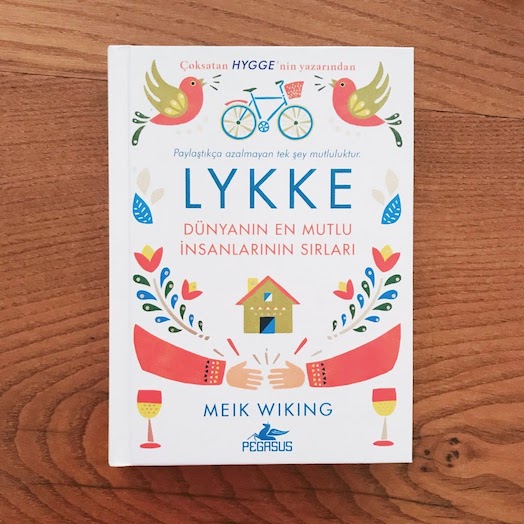 Çoksatan HYGGE'nin yazarından
Paylaştıkça azalmayan tek şey mutluluktur.
LYKKE
DÜNYANIN EN MUTLU
İNSANLARININ SIRLARI
MEIK WIKING
PEGASUS